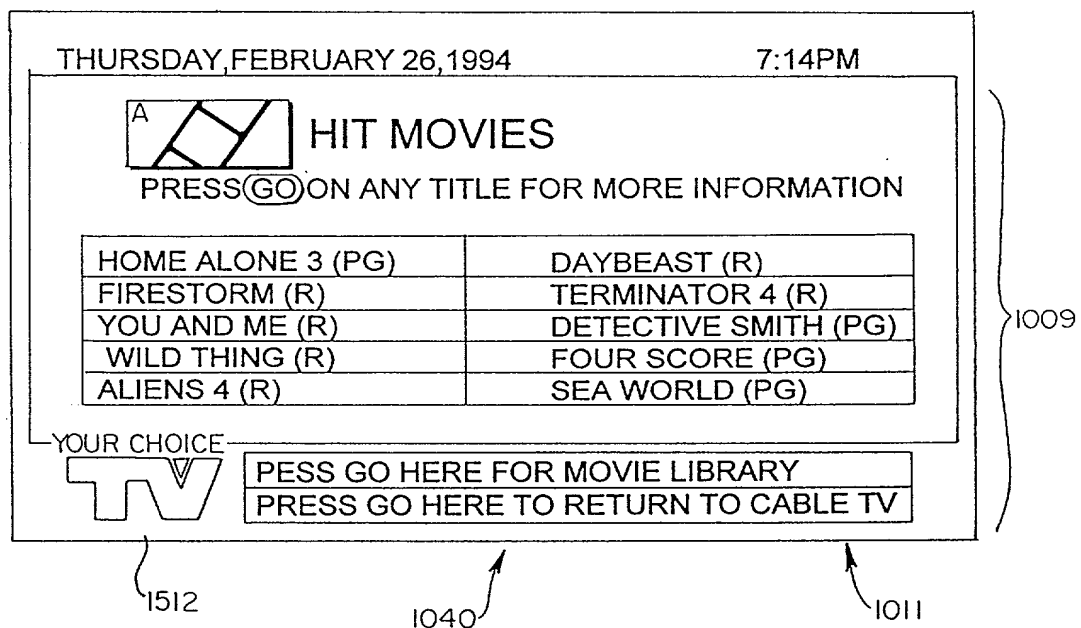 THURSDAY,FEBRUARY 26,1994 7:14PM
A
HIT MOVIES
PRESS GO ON ANY TITLE FOR MORE INFORMATION
HOME ALONE 3 (PG) DAYBEAST (R)
FIRESTORM (R) TERMINATOR 4 (R)
YOU AND ME (R) DETECTIVE SMITH (PG)
WILD THING (R) FOUR SCORE (PG)
ALIENS 4 (R) SEA WORLD (PG)
1009
YOUR CHOICE
TV
PESS GO HERE FOR MOVIE LIBRARY
PRESS GO HERE TO RETURN TO CABLE TV
1512
1040
1011